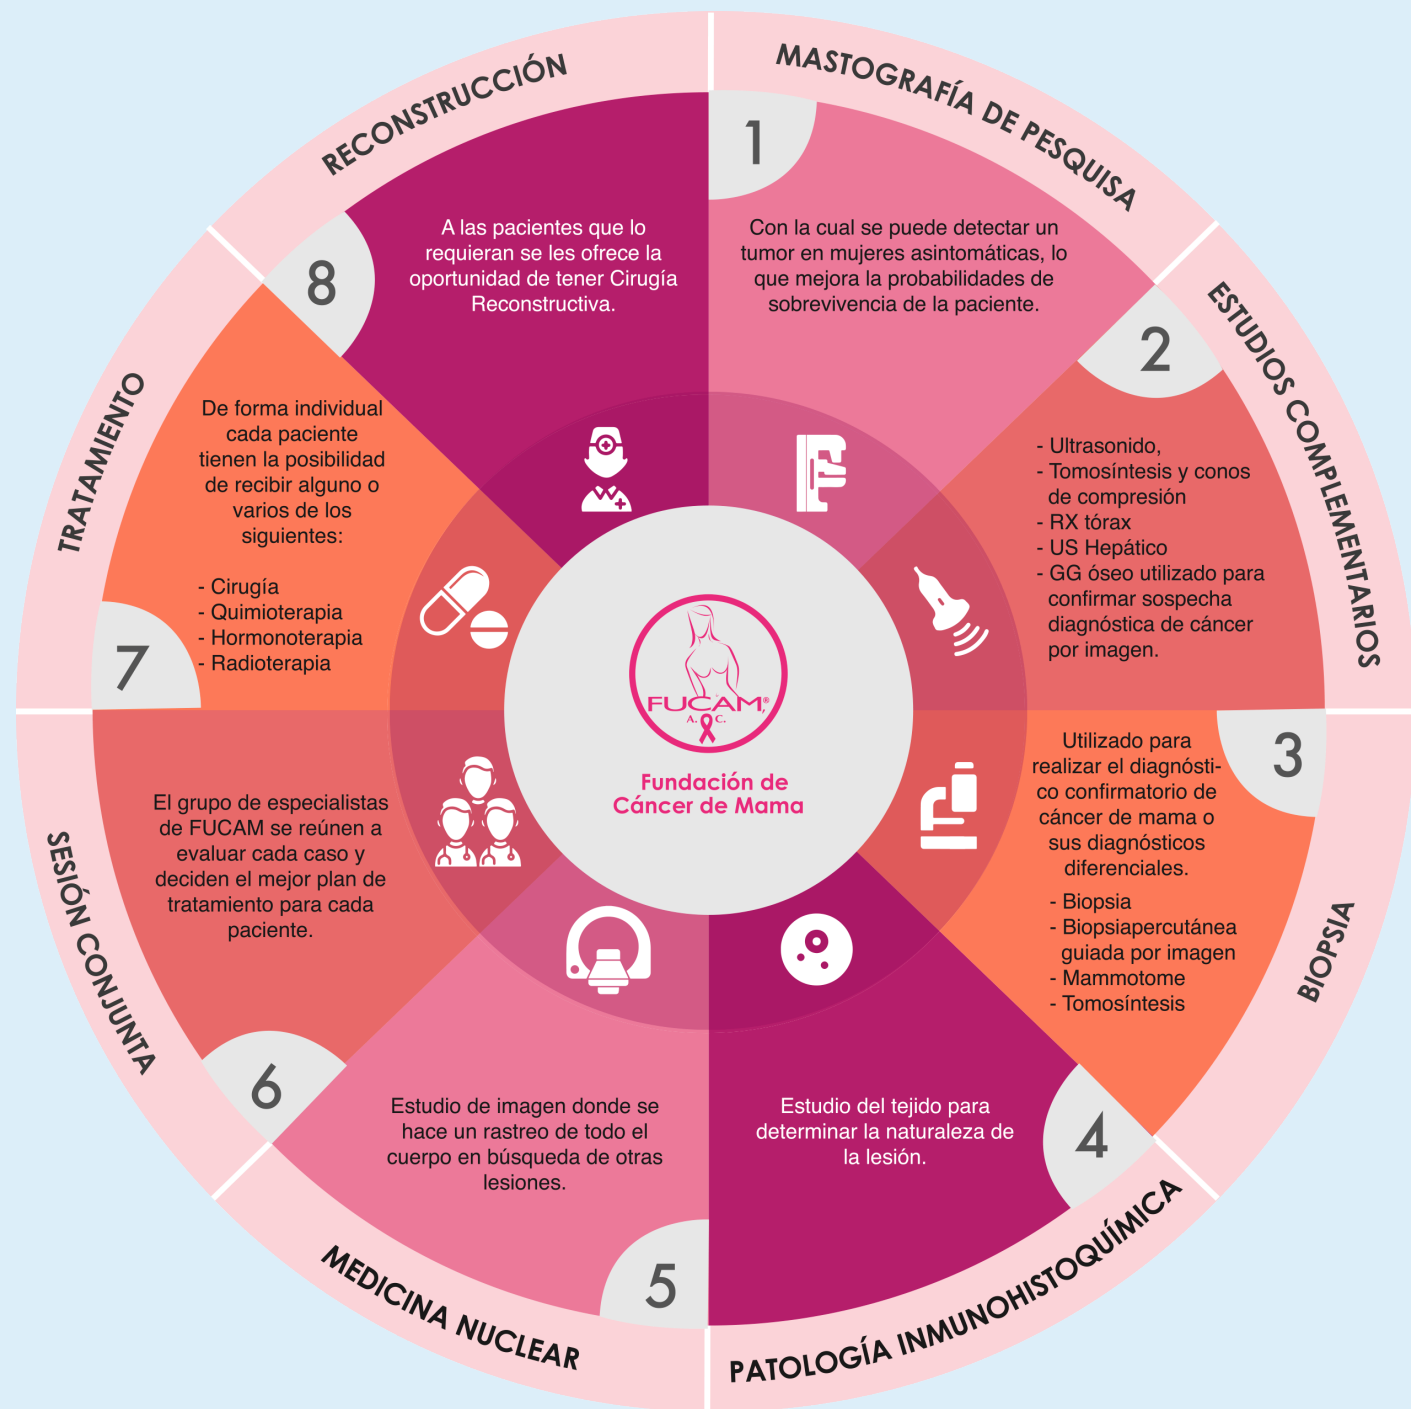 MASTOGRAFÍA DE PESQUISA
1
Con la cual se puede detectar un
tumor en mujeres asintomáticas, lo
que mejora la probabilidades de
sobrevivencia de la paciente.
ESTUDIOS COMPLEMENTARIOS
2
- Ultrasonido,
- Tomosíntesis y conos
de compresión
- RX tórax
- US Hepático
- GG óseo utilizado para
confirmar sospecha
diagnóstica de cáncer
por imagen.
BIOPSIA
3
Utilizado para
realizar el diagnósti-
co confirmatorio de
cáncer de mama o
sus diagnósticos
diferenciales.
- Biopsia
- Biopsiapercutánea
guiada por imagen
- Mammotome
- Tomosíntesis
PATOLOGÍA INMUNOHISTOQUÍMICA
4
Estudio del tejido para
determinar la naturaleza de
la lesión.
MEDICINA NUCLEAR
5
Estudio de imagen donde se
hace un rastreo de todo el
cuerpo en búsqueda de otras
lesiones.
SESIÓN CONJUNTA
6
El grupo de especialistas
de FUCAM se reúnen a
evaluar cada caso y
deciden el mejor plan de
tratamiento para cada
paciente.
TRATAMIENTO
7
De forma individual
cada paciente
tienen la posibilidad
de recibir alguno o
varios de los
siguientes:
- Cirugía
- Quimioterapia
- Hormonoterapia
- Radioterapia
RECONSTRUCCIÓN
8
A las pacientes que lo
requieran se les ofrece la
oportunidad de tener Cirugía
Reconstructiva.
FUCAM,®
A. C.
Fundación de
Cáncer de Mama